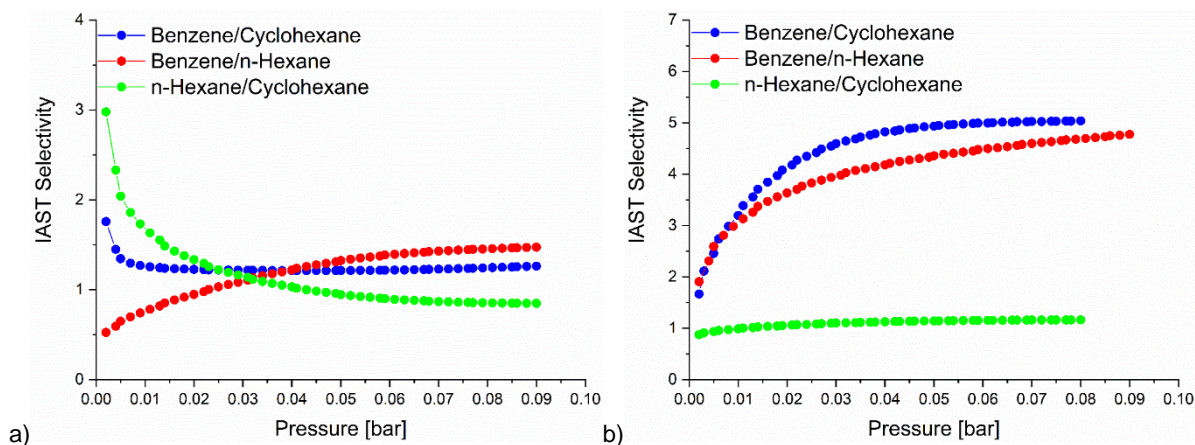 4
3
2
1
0
IAST Selectivity
Benzene/Cyclohexane
Benzene/n-Hexane
n-Hexane/Cyclohexane
0.00 0.01 0.02 0.03 0.04 0.05 0.06 0.07 0.08 0.09 0.10
Pressure [bar]
a)
7
6
5
4
3
2
1
0
IAST Selectivity
Benzene/Cyclohexane
Benzene/n-Hexane
n-Hexane/Cyclohexane
0.00 0.01 0.02 0.03 0.04 0.05 0.06 0.07 0.08 0.09 0.10
Pressure [bar]
b)